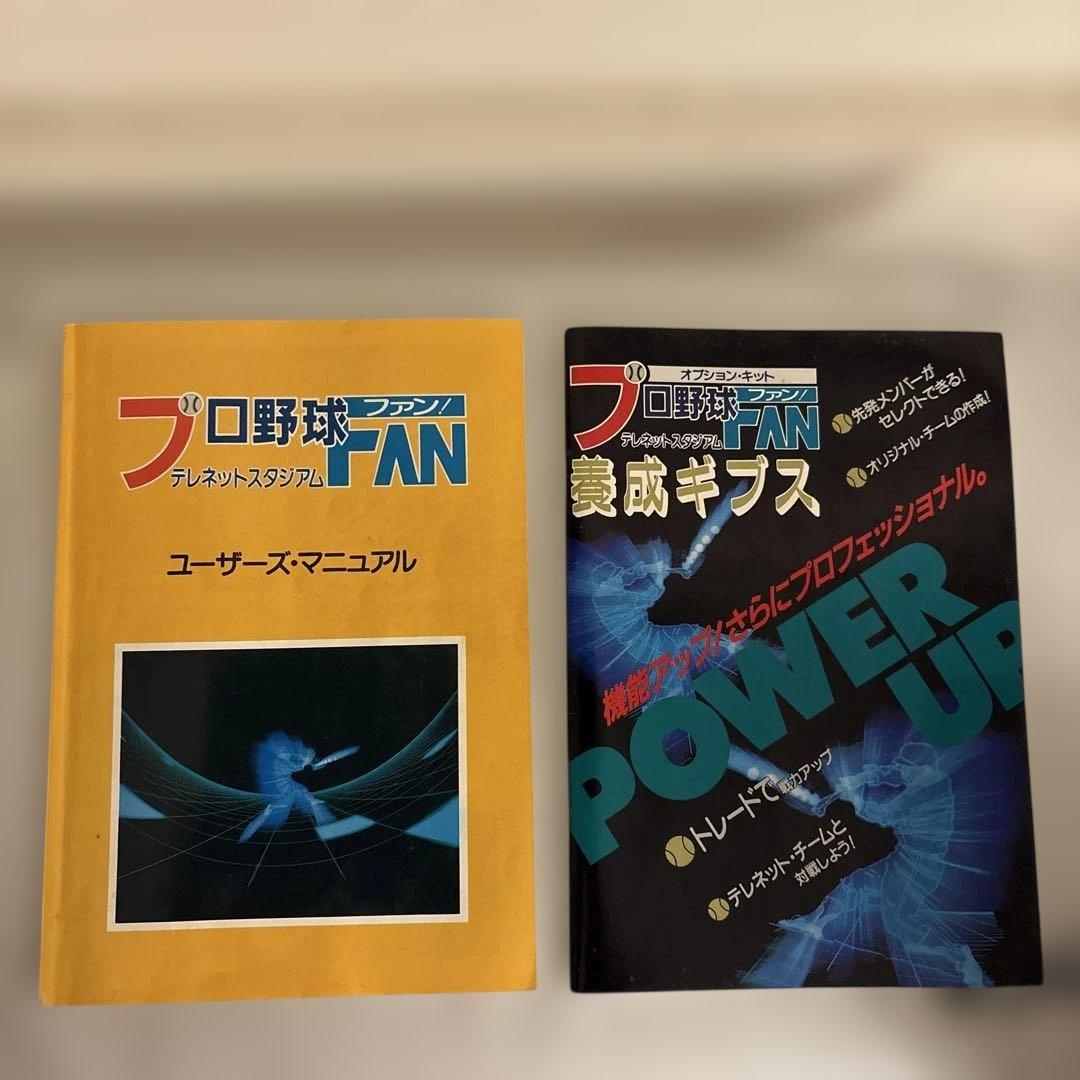 プロ野球ファン!FAN
テレネットスタジアム
ユーザーズ・マニュアル
オプション・キット
プロ野球ファン!FAN
テレネットスタジアム
養成ギブス
先発メンバーが
セレクトできる!
オリジナル・チームの作成!
機能アップ!さらにプロフェッショナル。
POWER
UP
トレードで戦力アップ
テレネット・チームと
対戦しよう!